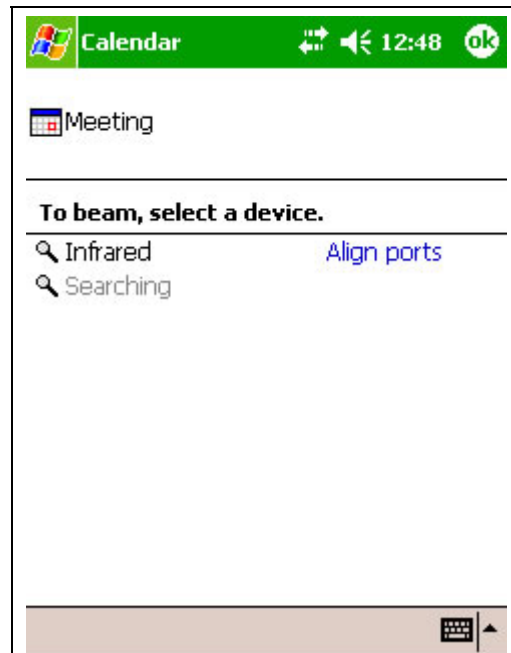 Calendar 12:48 ok
Meeting
To beam, select a device.
Infrared Align ports
Searching